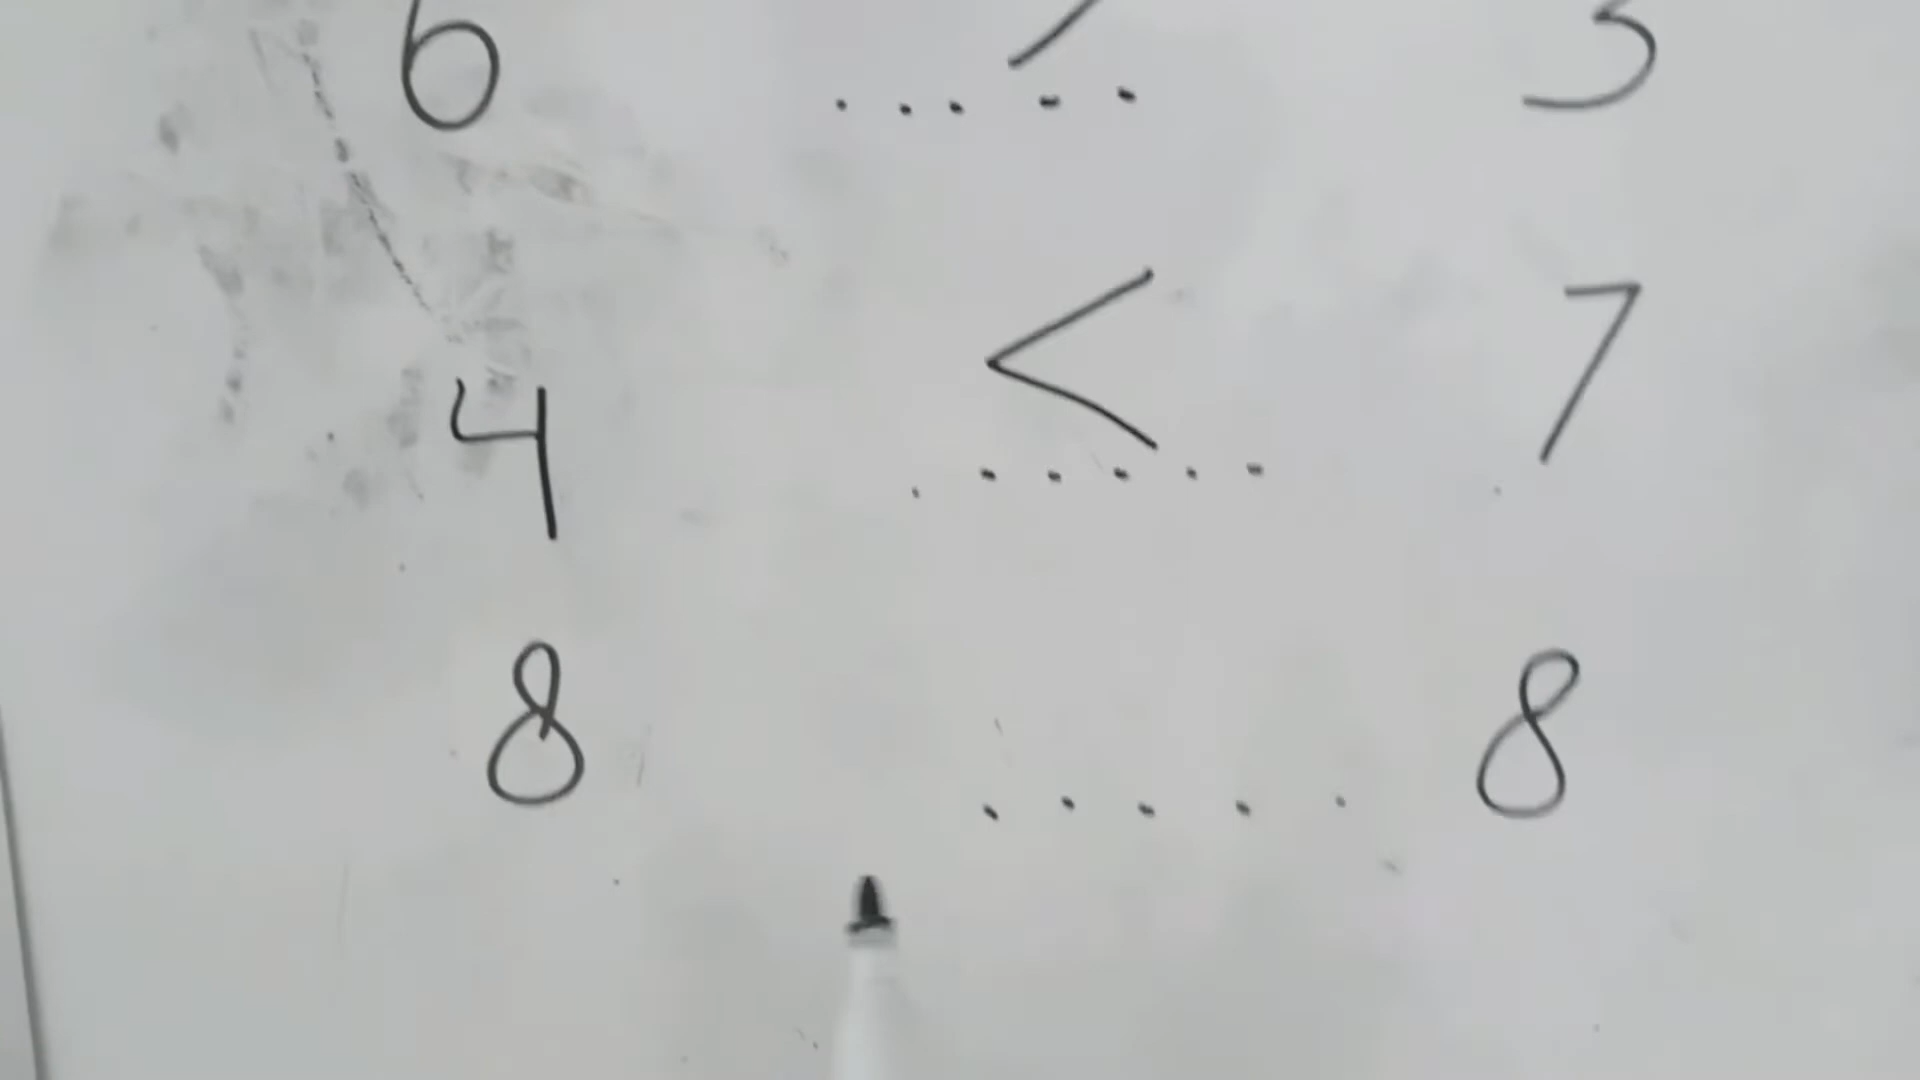 6 > 3
.....
4 < 7
......
8 ..... 8